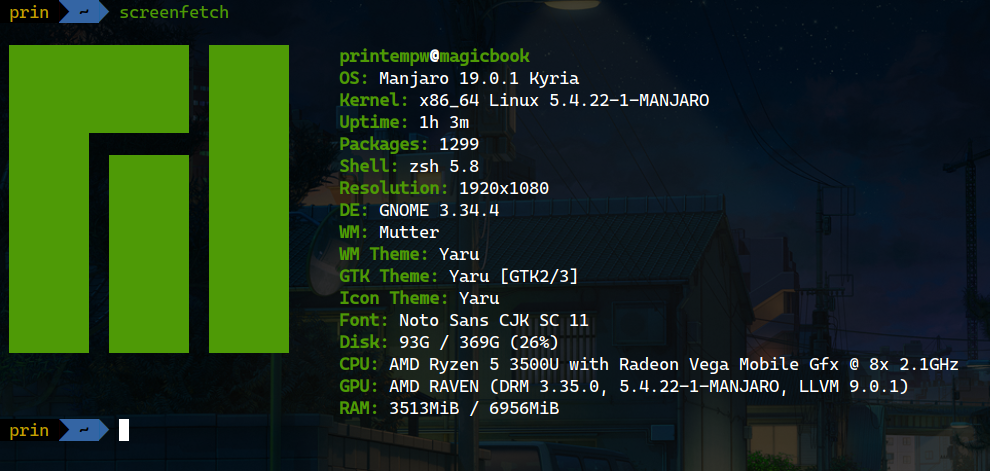 prin ~ screenfetch
printempw@magicbook
OS: Manjaro 19.0.1 Kyria
Kernel: x86_64 Linux 5.4.22-1-MANJARO
Uptime: 1h 3m
Packages: 1299
Shell: zsh 5.8
Resolution: 1920x1080
DE: GNOME 3.34.4
WM: Mutter
WM Theme: Yaru
GTK Theme: Yaru [GTK2/3]
Icon Theme: Yaru
Font: Noto Sans CJK SC 11
Disk: 93G / 369G (26%)
CPU: AMD Ryzen 5 3500U with Radeon Vega Mobile Gfx @ 8x 2.1GHz
GPU: AMD RAVEN (DRM 3.35.0, 5.4.22-1-MANJARO, LLVM 9.0.1)
RAM: 3513MiB / 6956MiB
prin ~